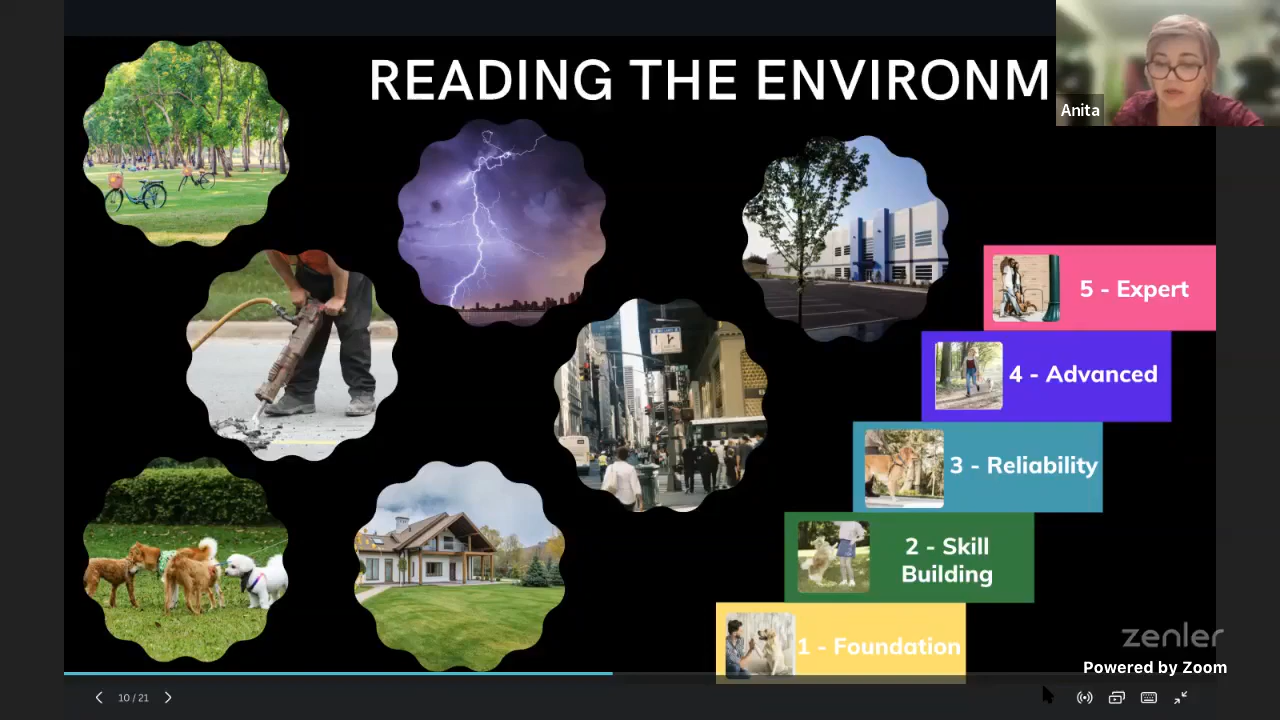 READING THE ENVIRONM
Anita
5 - Expert
4 - Advanced
3 - Reliability
2 - Skill
Building
1 - Foundation
zenler
Powered by Zoom
10 / 21